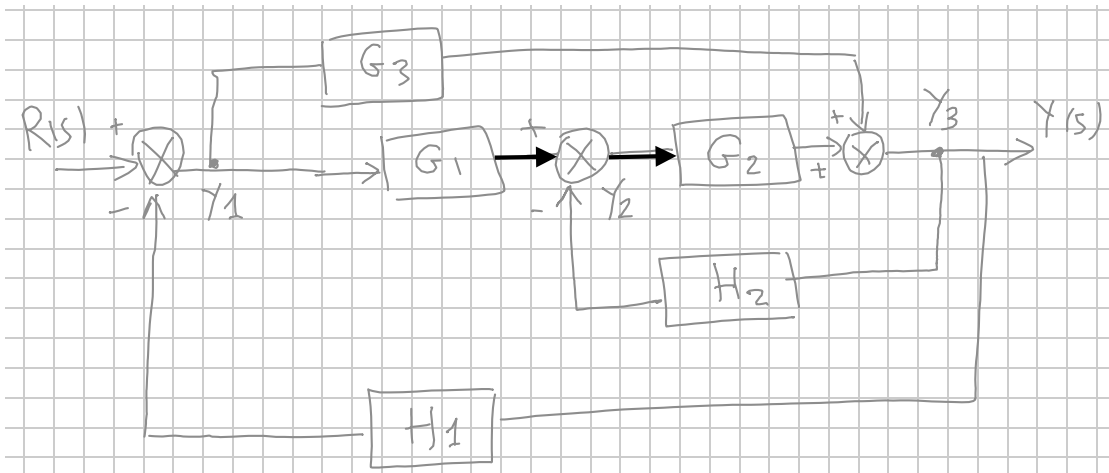 G3
R(s) + + + Y3 Y(s)
G1 G2 +
- Y1 - Y2
H2
H1